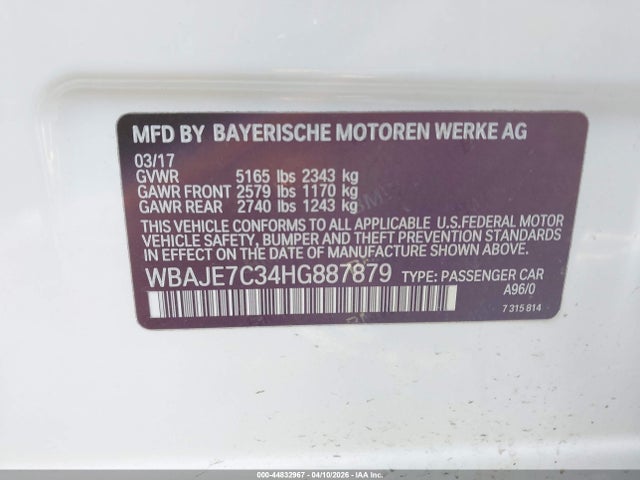 MFD BY BAYERISCHE MOTOREN WERKE AG
03/17
GVWR 5165 lbs 2343 kg
GAWR FRONT 2579 lbs 1170 kg
GAWR REAR 2740 lbs 1243 kg
THIS VEHICLE CONFORMS TO ALL APPLICABLE U.S.FEDERAL MOTOR
VEHICLE SAFETY, BUMPER AND THEFT PREVENTION STANDARDS
IN EFFECT ON THE DATE OF MANUFACTURE SHOWN ABOVE.
WBAJE7C34HG887879 TYPE: PASSENGER CAR
A96/0
7 315 814
000-44832967 - 04/10/2026 - IAAI, Inc.